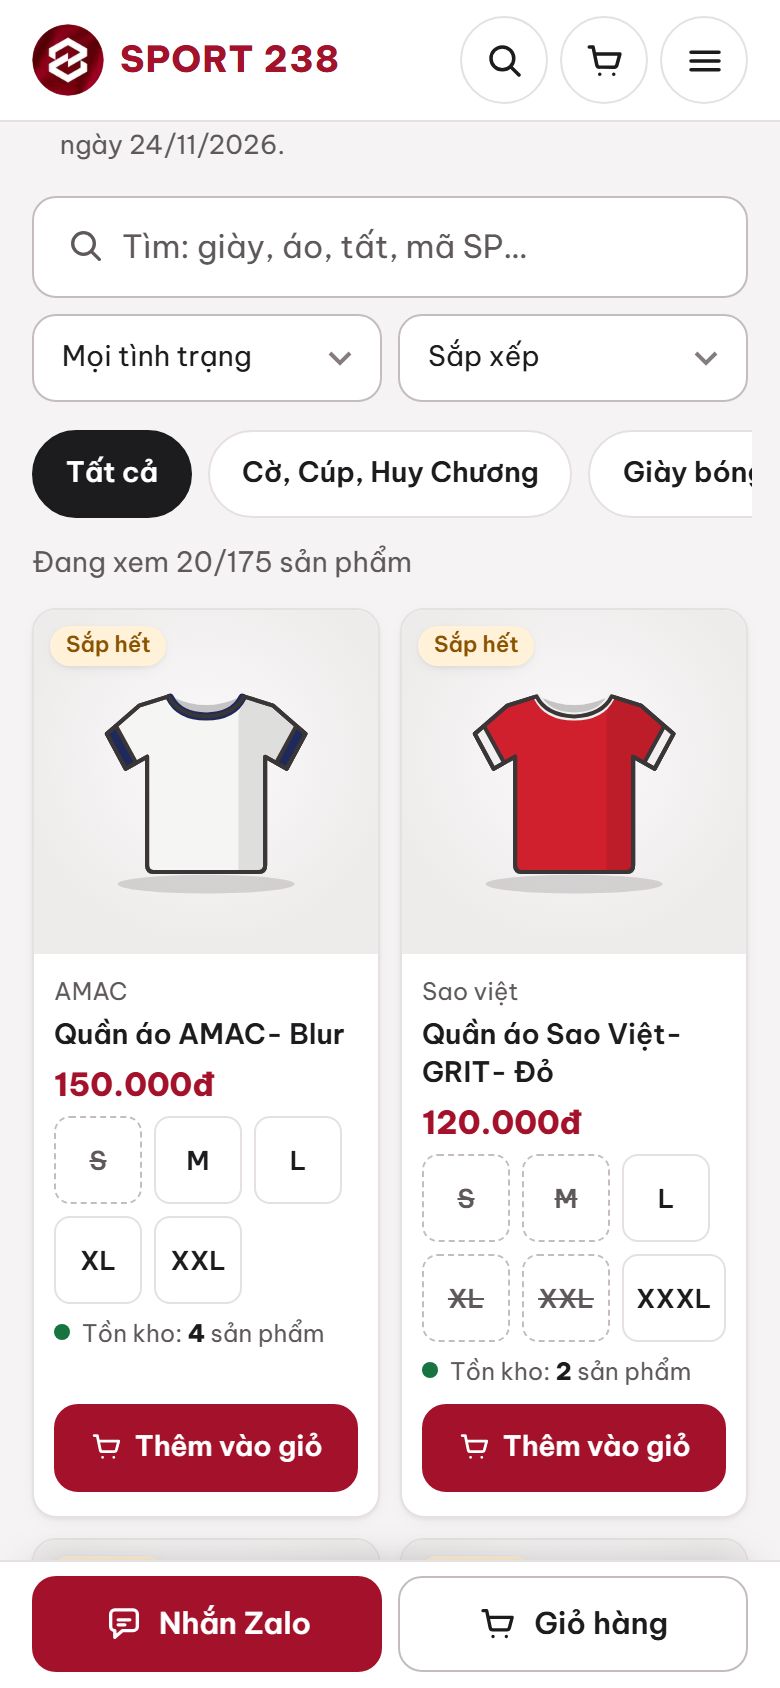 SPORT 238
ngày 24/11/2026.
Tìm: giày, áo, tất, mã SP...
Mọi tình trạng
Sắp xếp
Tất cả
Cờ, Cúp, Huy Chương
Giày bóng
Đang xem 20/175 sản phẩm
Sắp hết
Sắp hết
AMAC
Quần áo AMAC- Blur
150.000đ
S
M
L
XL
XXL
Tồn kho: 4 sản phẩm
Thêm vào giỏ
Sao việt
Quần áo Sao Việt-
GRIT- Đỏ
120.000đ
S
M
L
XL
XXL
XXXL
Tồn kho: 2 sản phẩm
Thêm vào giỏ
Nhắn Zalo
Giỏ hàng